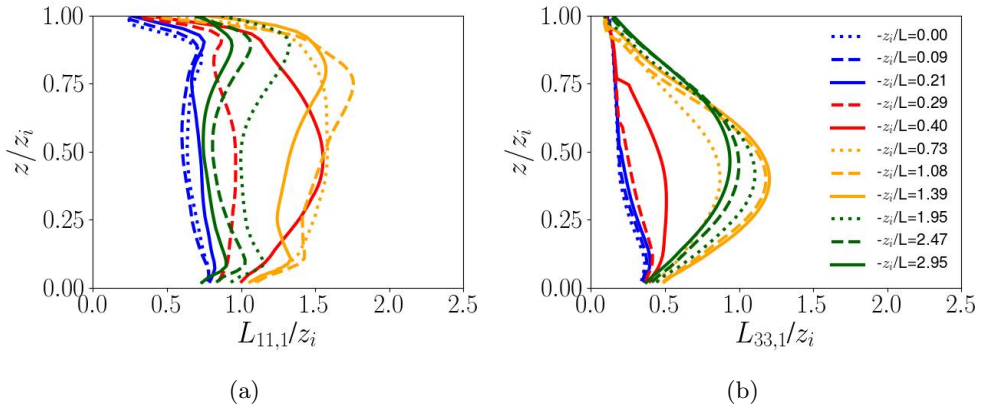 1.00
0.75
0.50
0.25
0.00
z/z_i
0.0 0.5 1.0 1.5 2.0 2.5
L_{11,1}/z_i
(a)
1.00
0.75
0.50
0.25
0.00
z/z_i
0.0 0.5 1.0 1.5 2.0 2.5
L_{33,1}/z_i
(b)
-z_i/L=0.00
-z_i/L=0.09
-z_i/L=0.21
-z_i/L=0.29
-z_i/L=0.40
-z_i/L=0.73
-z_i/L=1.08
-z_i/L=1.39
-z_i/L=1.95
-z_i/L=2.47
-z_i/L=2.95